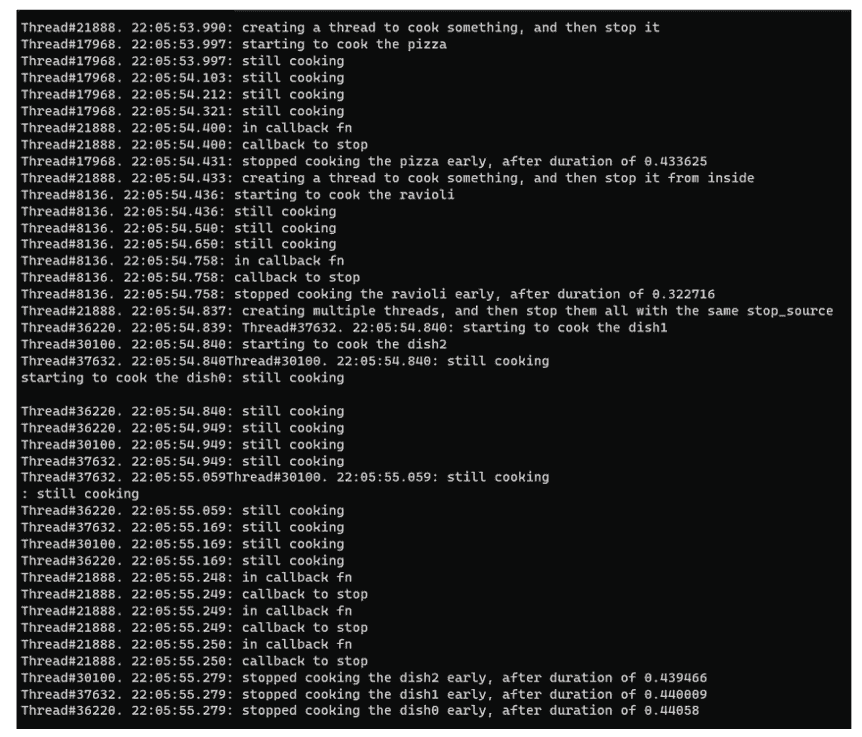 Thread#21888. 22:05:53.990: creating a thread to cook something, and then stop it
Thread#17968. 22:05:53.997: starting to cook the pizza
Thread#17968. 22:05:53.997: still cooking
Thread#17968. 22:05:54.103: still cooking
Thread#17968. 22:05:54.212: still cooking
Thread#17968. 22:05:54.321: still cooking
Thread#21888. 22:05:54.400: in callback fn
Thread#21888. 22:05:54.400: callback to stop
Thread#17968. 22:05:54.431: stopped cooking the pizza early, after duration of 0.433625
Thread#21888. 22:05:54.433: creating a thread to cook something, and then stop it from inside
Thread#8136. 22:05:54.436: starting to cook the ravioli
Thread#8136. 22:05:54.436: still cooking
Thread#8136. 22:05:54.540: still cooking
Thread#8136. 22:05:54.650: still cooking
Thread#8136. 22:05:54.758: in callback fn
Thread#8136. 22:05:54.758: callback to stop
Thread#8136. 22:05:54.758: stopped cooking the ravioli early, after duration of 0.322716
Thread#21888. 22:05:54.837: creating multiple threads, and then stop them all with the same stop_source
Thread#36220. 22:05:54.839: Thread#37632. 22:05:54.840: starting to cook the dish1
Thread#30100. 22:05:54.840: starting to cook the dish2
Thread#37632. 22:05:54.840Thread#30100. 22:05:54.840: still cooking
starting to cook the dish0: still cooking
Thread#36220. 22:05:54.840: still cooking
Thread#36220. 22:05:54.949: still cooking
Thread#30100. 22:05:54.949: still cooking
Thread#37632. 22:05:54.949: still cooking
Thread#37632. 22:05:55.059Thread#30100. 22:05:55.059: still cooking
: still cooking
Thread#36220. 22:05:55.059: still cooking
Thread#37632. 22:05:55.169: still cooking
Thread#30100. 22:05:55.169: still cooking
Thread#36220. 22:05:55.169: still cooking
Thread#21888. 22:05:55.248: in callback fn
Thread#21888. 22:05:55.249: callback to stop
Thread#21888. 22:05:55.249: in callback fn
Thread#21888. 22:05:55.249: callback to stop
Thread#21888. 22:05:55.250: in callback fn
Thread#21888. 22:05:55.250: callback to stop
Thread#30100. 22:05:55.279: stopped cooking the dish2 early, after duration of 0.439466
Thread#37632. 22:05:55.279: stopped cooking the dish1 early, after duration of 0.440009
Thread#36220. 22:05:55.279: stopped cooking the dish0 early, after duration of 0.44058